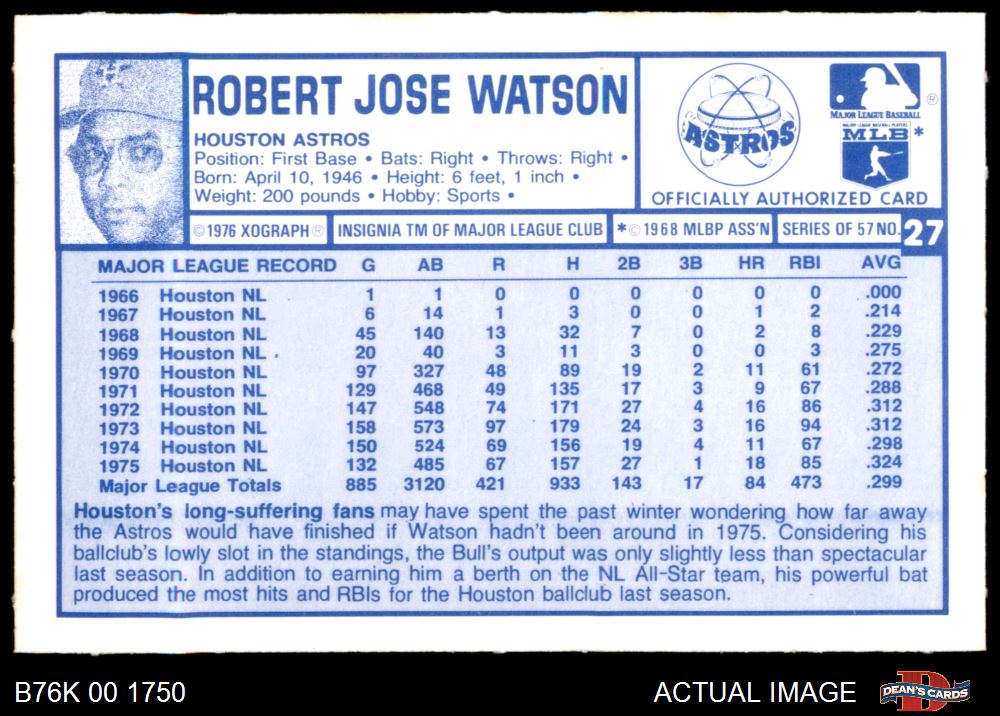 ROBERT JOSE WATSON
HOUSTON ASTROS
Position: First Base • Bats: Right • Throws: Right •
Born: April 10, 1946 • Height: 6 feet, 1 inch •
Weight: 200 pounds • Hobby: Sports •
H
ASTROS
MAJOR LEAGUE BASEBALL ®
MAJOR LEAGUE BASEBALL PLAYERS
MLB *
OFFICIALLY AUTHORIZED CARD
© 1976 XOGRAPH ® INSIGNIA TM OF MAJOR LEAGUE CLUB *© 1968 MLBP ASS'N SERIES OF 57 NO. 27
MAJOR LEAGUE RECORD G AB R H 2B 3B HR RBI AVG
1966 Houston NL 1 1 0 0 0 0 0 0 .000
1967 Houston NL 6 14 1 3 0 0 1 2 .214
1968 Houston NL 45 140 13 32 7 0 2 8 .229
1969 Houston NL . 20 40 3 11 3 0 0 3 .275
1970 Houston NL 97 327 48 89 19 2 11 61 .272
1971 Houston NL 129 468 49 135 17 3 9 67 .288
1972 Houston NL 147 548 74 171 27 4 16 86 .312
1973 Houston NL 158 573 97 179 24 3 16 94 .312
1974 Houston NL 150 524 69 156 19 4 11 67 .298
1975 Houston NL 132 485 67 157 27 1 18 85 .324
Major League Totals 885 3120 421 933 143 17 84 473 .299
Houston's long-suffering fans may have spent the past winter wondering how far away
the Astros would have finished if Watson hadn't been around in 1975. Considering his
ballclub's lowly slot in the standings, the Bull's output was only slightly less than spectacular
last season. In addition to earning him a berth on the NL All-Star team, his powerful bat
produced the most hits and RBIs for the Houston ballclub last season.
B76K 00 1750
ACTUAL IMAGE
DEAN'S CARDS